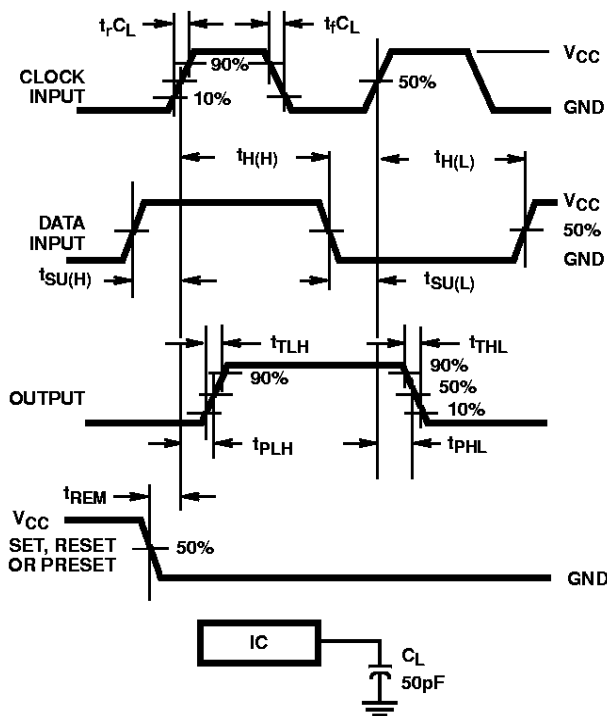 trCL
tfCL
CLOCK
INPUT
90%
10%
50%
VCC
GND
tH(H)
tH(L)
DATA
INPUT
VCC
50%
GND
tSU(H)
tSU(L)
tTLH
tTHL
OUTPUT
90%
90%
50%
10%
tPLH
tPHL
tREM
VCC
SET, RESET
OR PRESET
50%
GND
IC
CL
50pF